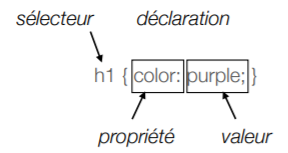 sélecteur déclaration
h1 { color: purple; }
propriété valeur